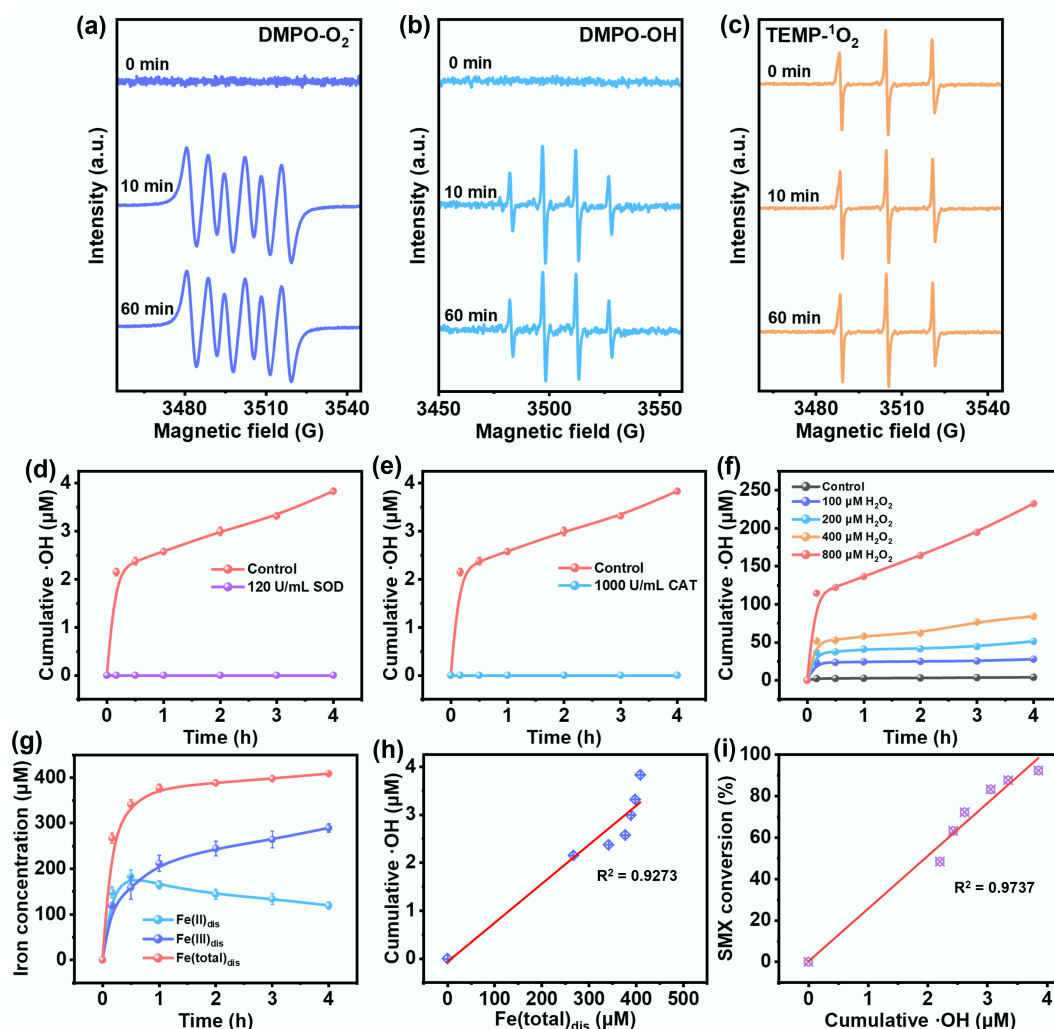 (a)
DMPO-O₂⁻
0 min
10 min
60 min
Intensity (a.u.)
3480 3510 3540
Magnetic field (G)
(b)
DMPO-OH
0 min
10 min
60 min
Intensity (a.u.)
3450 3500 3550
Magnetic field (G)
(c)
TEMP-¹O₂
0 min
10 min
60 min
Intensity (a.u.)
3480 3510 3540
Magnetic field (G)
(d)
Cumulative ·OH (μM)
4
3
2
1
0
Control
120 U/mL SOD
0 1 2 3 4
Time (h)
(e)
Cumulative ·OH (μM)
4
3
2
1
0
Control
1000 U/mL CAT
0 1 2 3 4
Time (h)
(f)
Cumulative ·OH (μM)
250
200
150
100
50
0
Control
100 μM H₂O₂
200 μM H₂O₂
400 μM H₂O₂
800 μM H₂O₂
0 1 2 3 4
Time (h)
(g)
Iron concentration (μM)
400
300
200
100
0
Fe(II)dis
Fe(III)dis
Fe(total)dis
0 1 2 3 4
Time (h)
(h)
Cumulative ·OH (μM)
4
3
2
1
0
R² = 0.9273
0 100 200 300 400 500
Fe(total)dis (μM)
(i)
SMX conversion (%)
100
80
60
40
20
0
R² = 0.9737
0 1 2 3 4
Cumulative ·OH (μM)